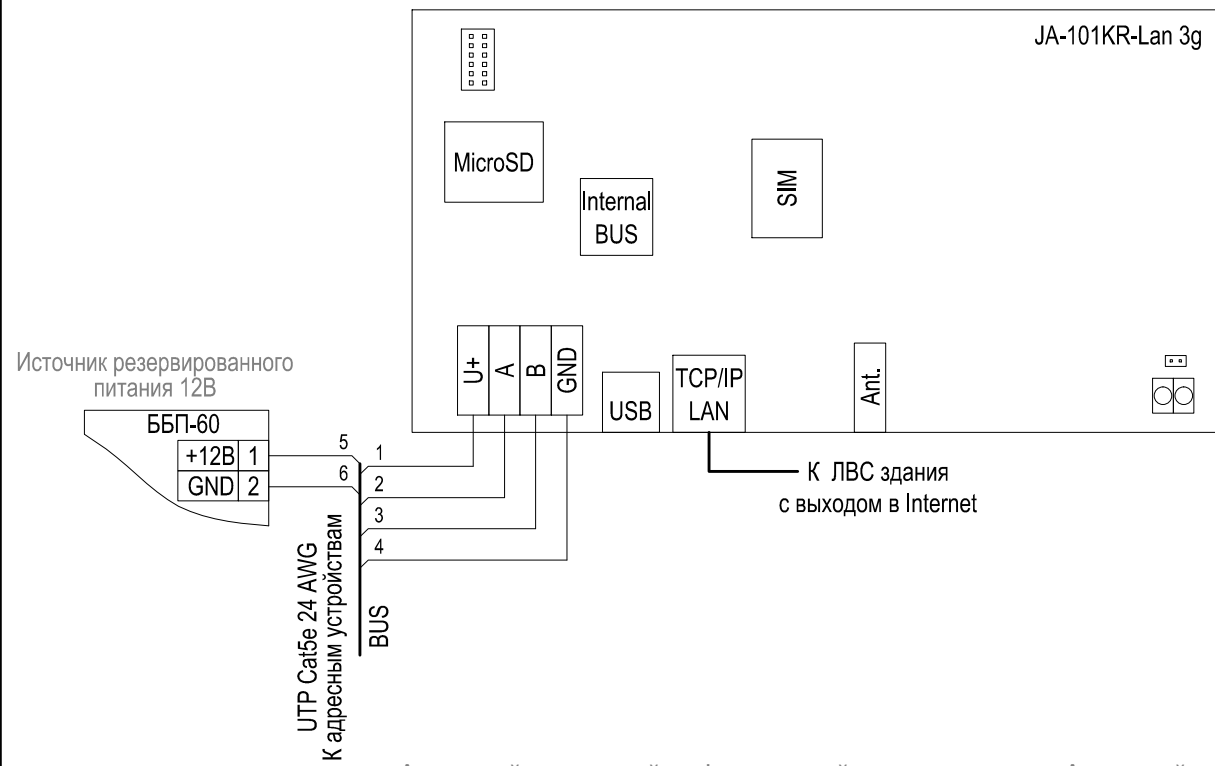 JA-101KR-Lan 3g
MicroSD
Internal
BUS
SIM
U+
A
B
GND
USB
TCP/IP
LAN
Ant.
Источник резервированного
питания 12В
ББП-60
+12В 1
GND 2
5
6
1
2
3
4
К ЛВС здания
с выходом в Internet
UTP Cat5e 24 AWG
К адресным устройствам
BUS